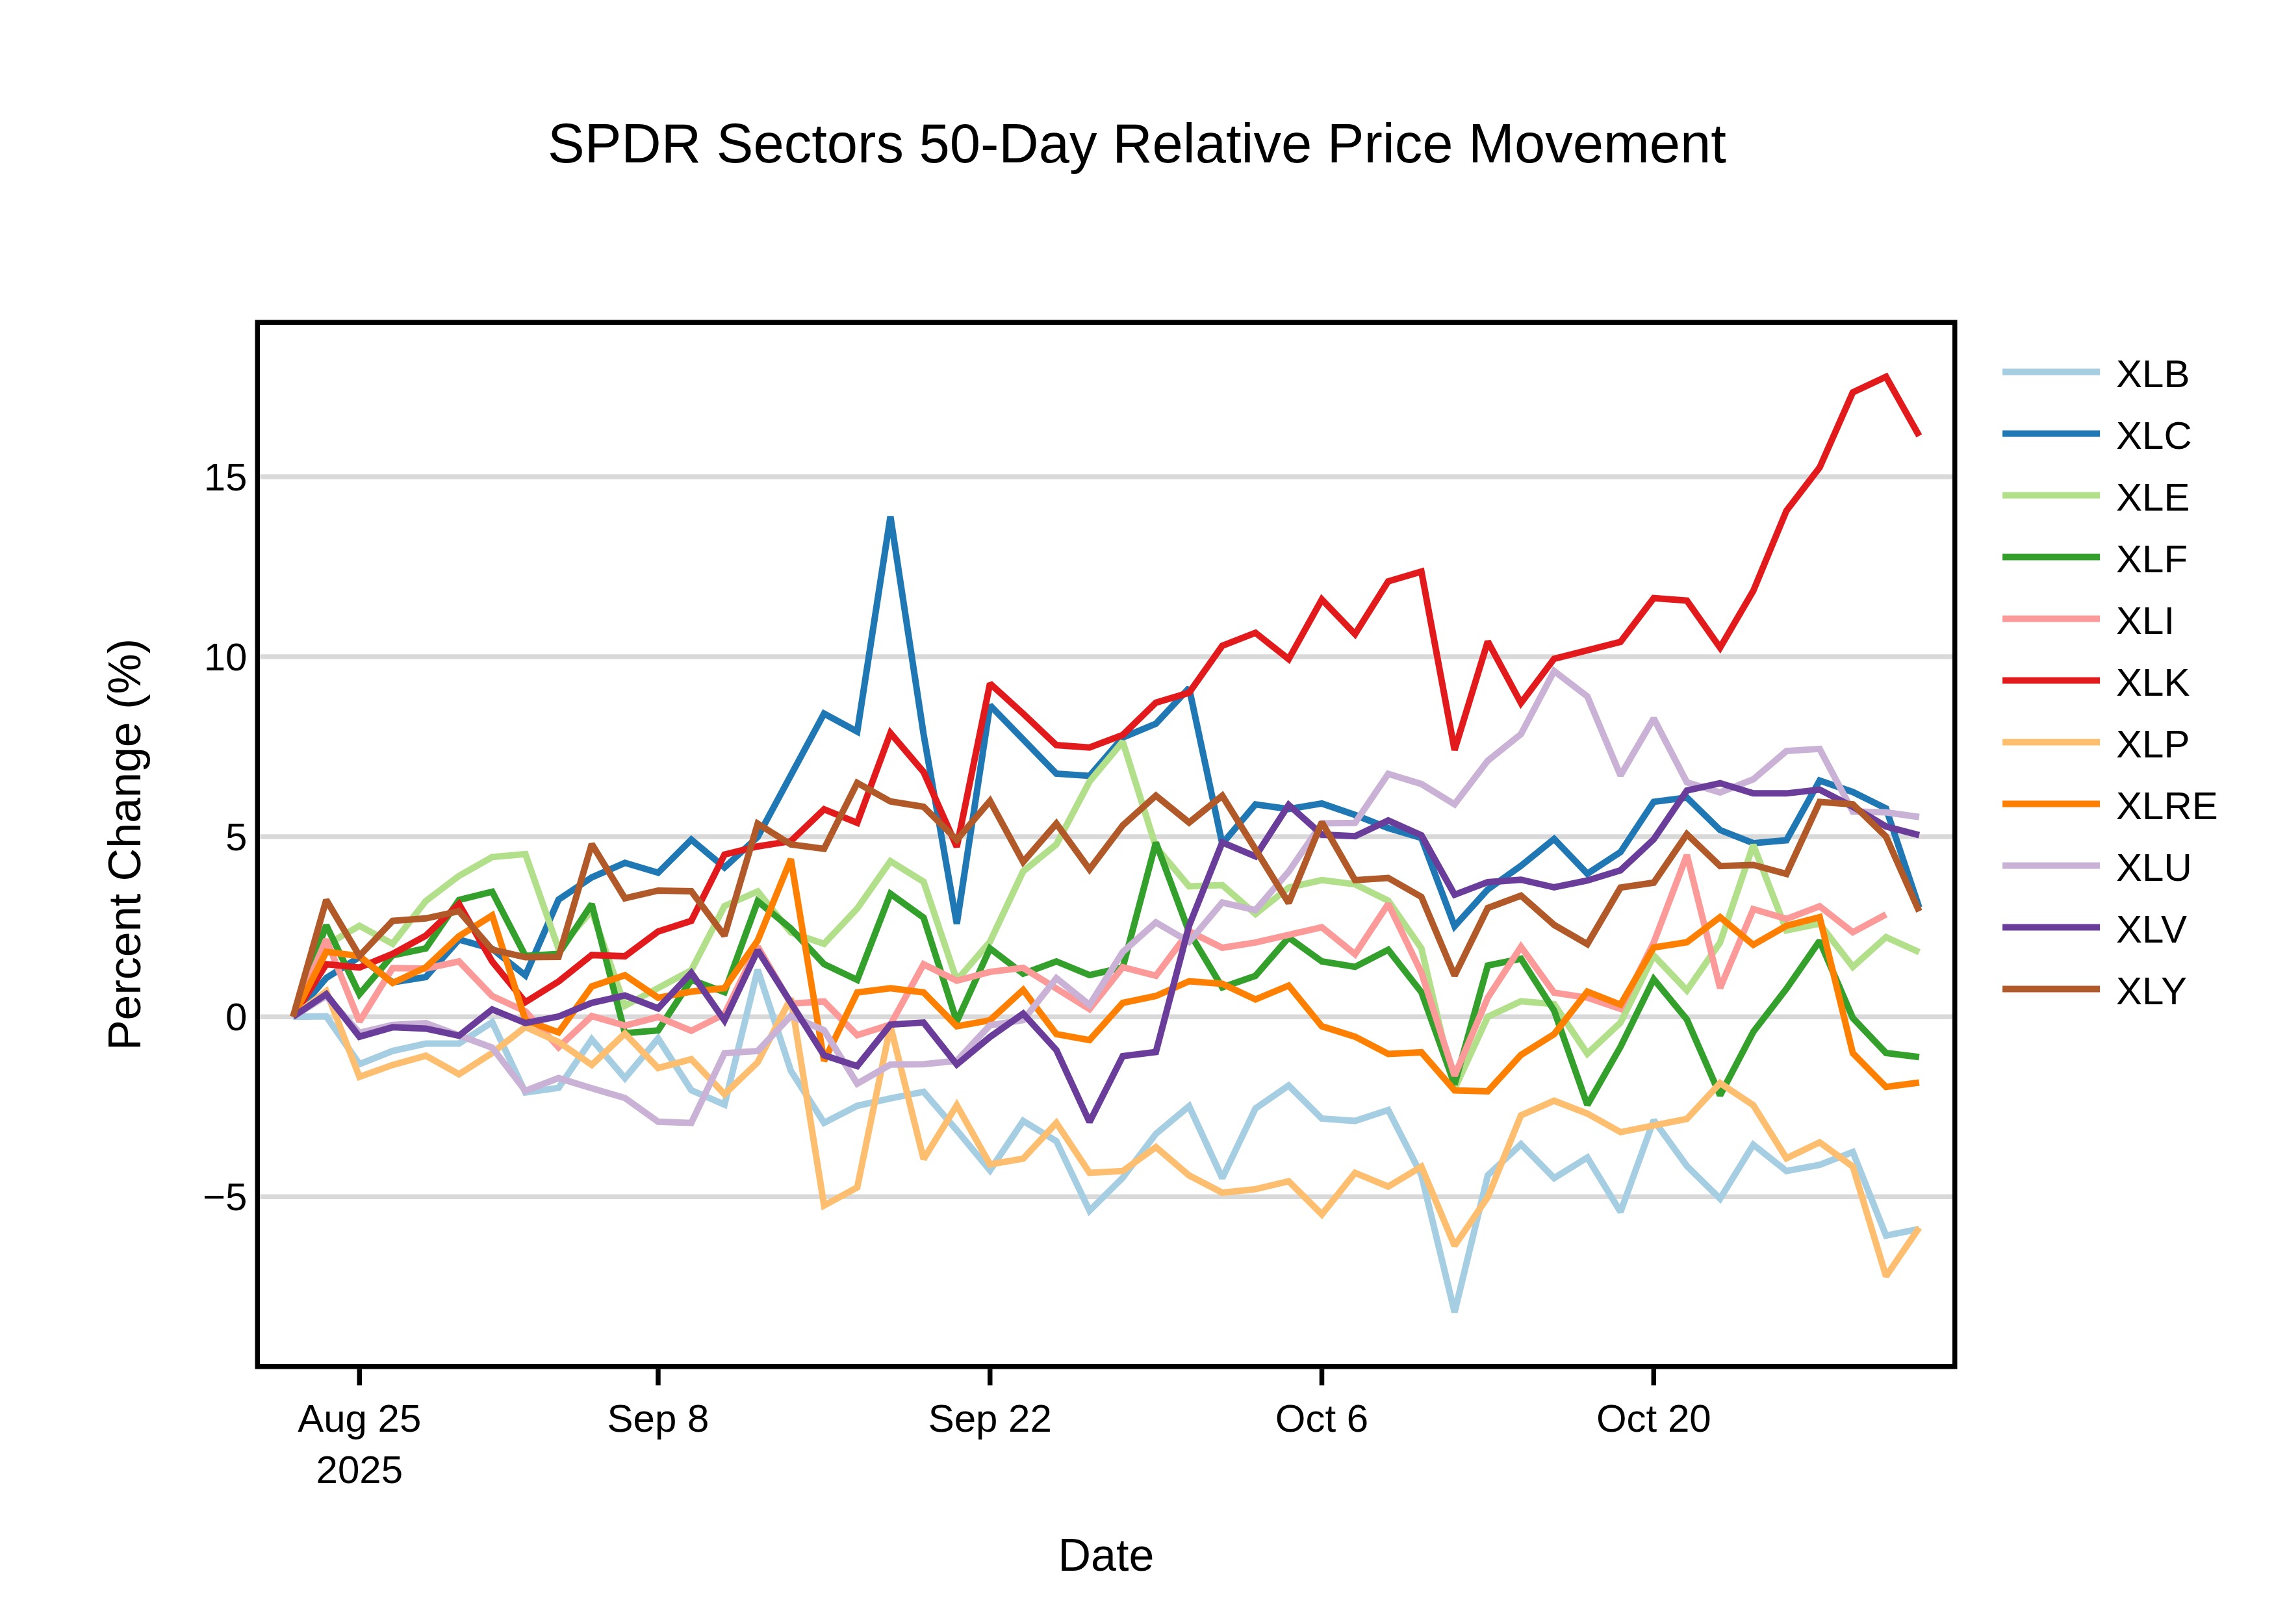 SPDR Sectors 50-Day Relative Price Movement
15
10
5
0
−5
Percent Change (%)
Aug 25
2025
Sep 8
Sep 22
Oct 6
Oct 20
Date
XLB
XLC
XLE
XLF
XLI
XLK
XLP
XLRE
XLU
XLV
XLY